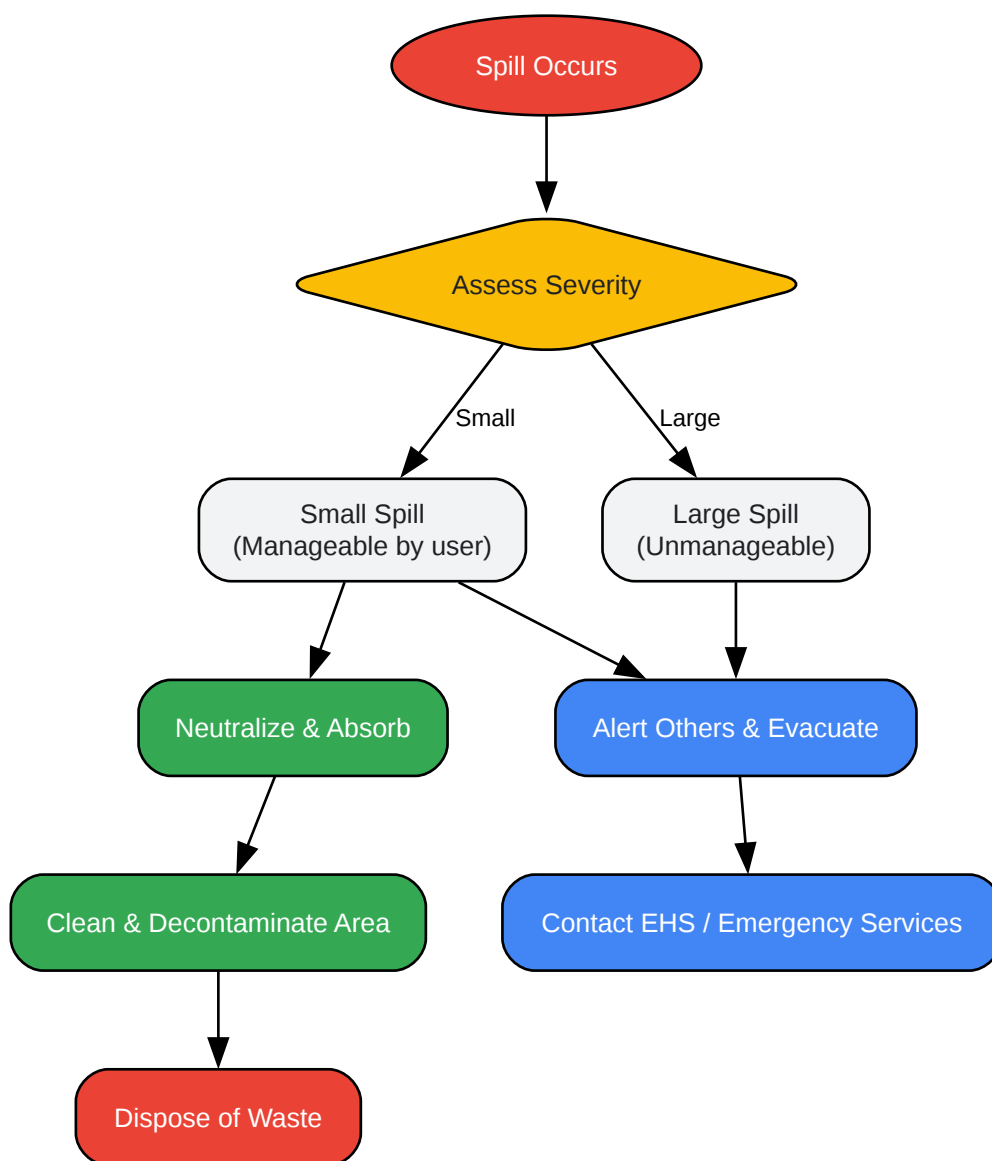 Spill Occurs
Assess Severity
Small
Large
Small Spill
(Manageable by user)
Large Spill
(Unmanageable)
Neutralize & Absorb
Alert Others & Evacuate
Clean & Decontaminate Area
Contact EHS / Emergency Services
Dispose of Waste